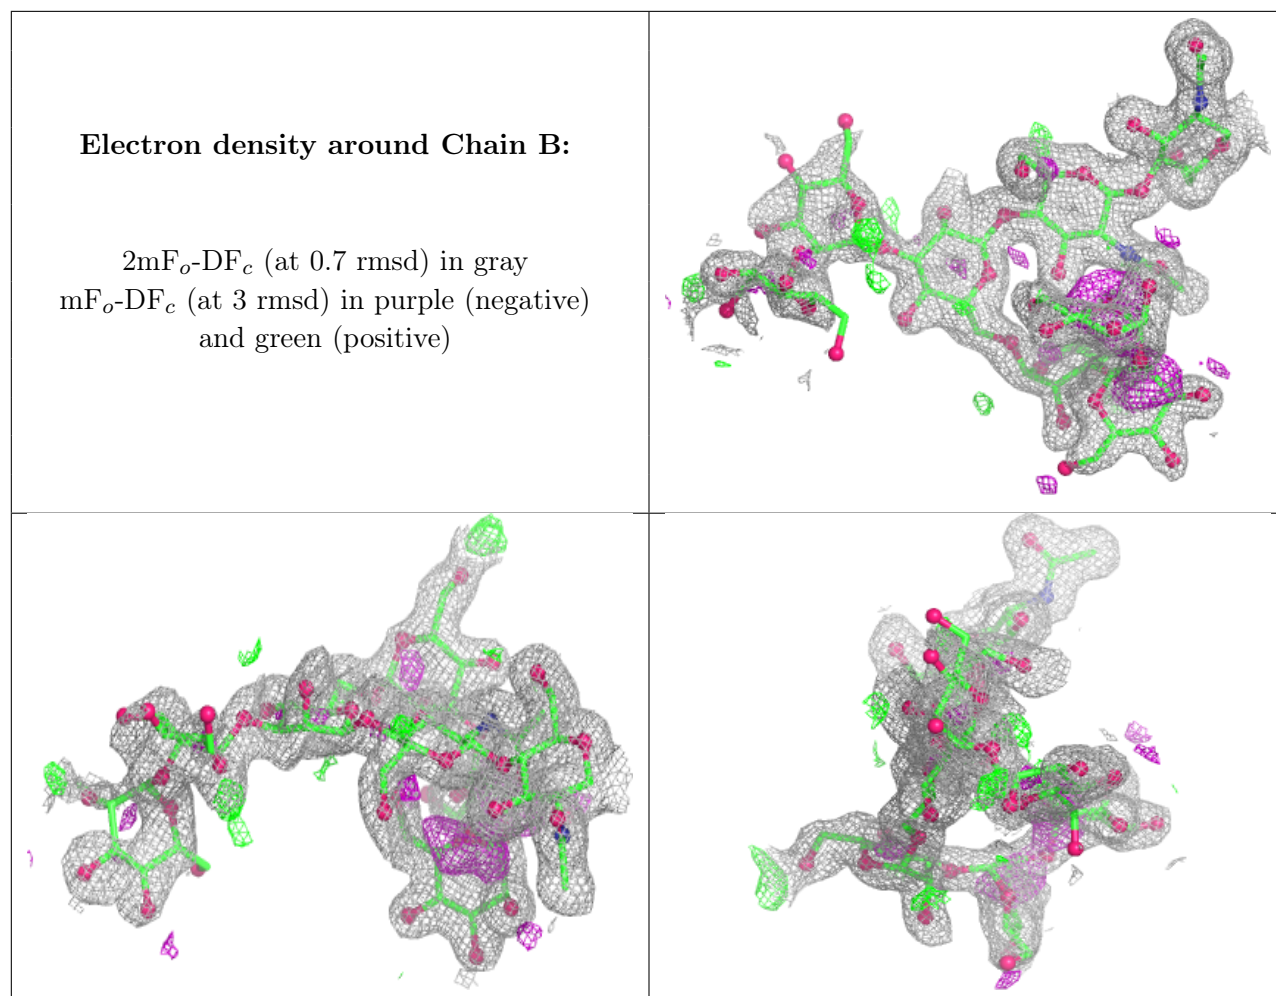 Electron density around Chain B:
2mFₒ-DF𝒸 (at 0.7 rmsd) in gray
mFₒ-DF𝒸 (at 3 rmsd) in purple (negative)
and green (positive)